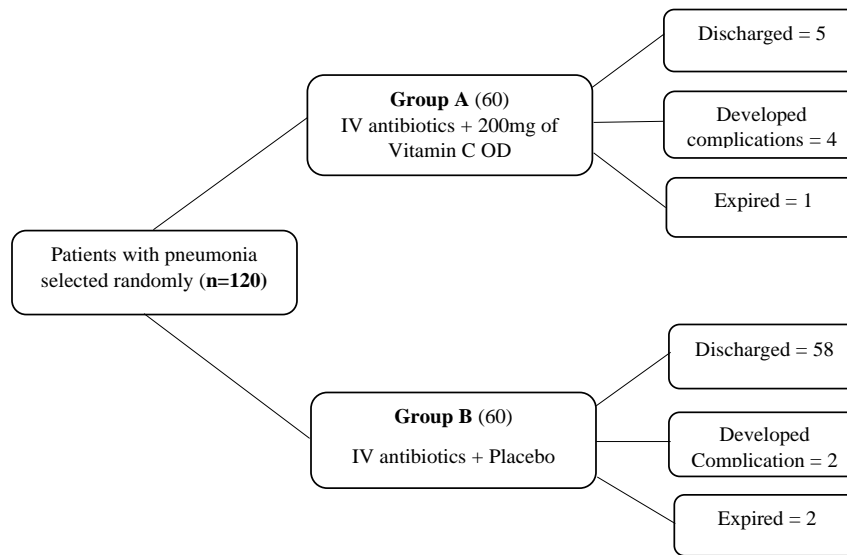 Discharged = 5
Group A (60)
IV antibiotics + 200mg of
Vitamin C OD
Developed
complications = 4
Expired = 1
Patients with pneumonia
selected randomly (n=120)
Discharged = 58
Group B (60)
IV antibiotics + Placebo
Developed
Complication = 2
Expired = 2